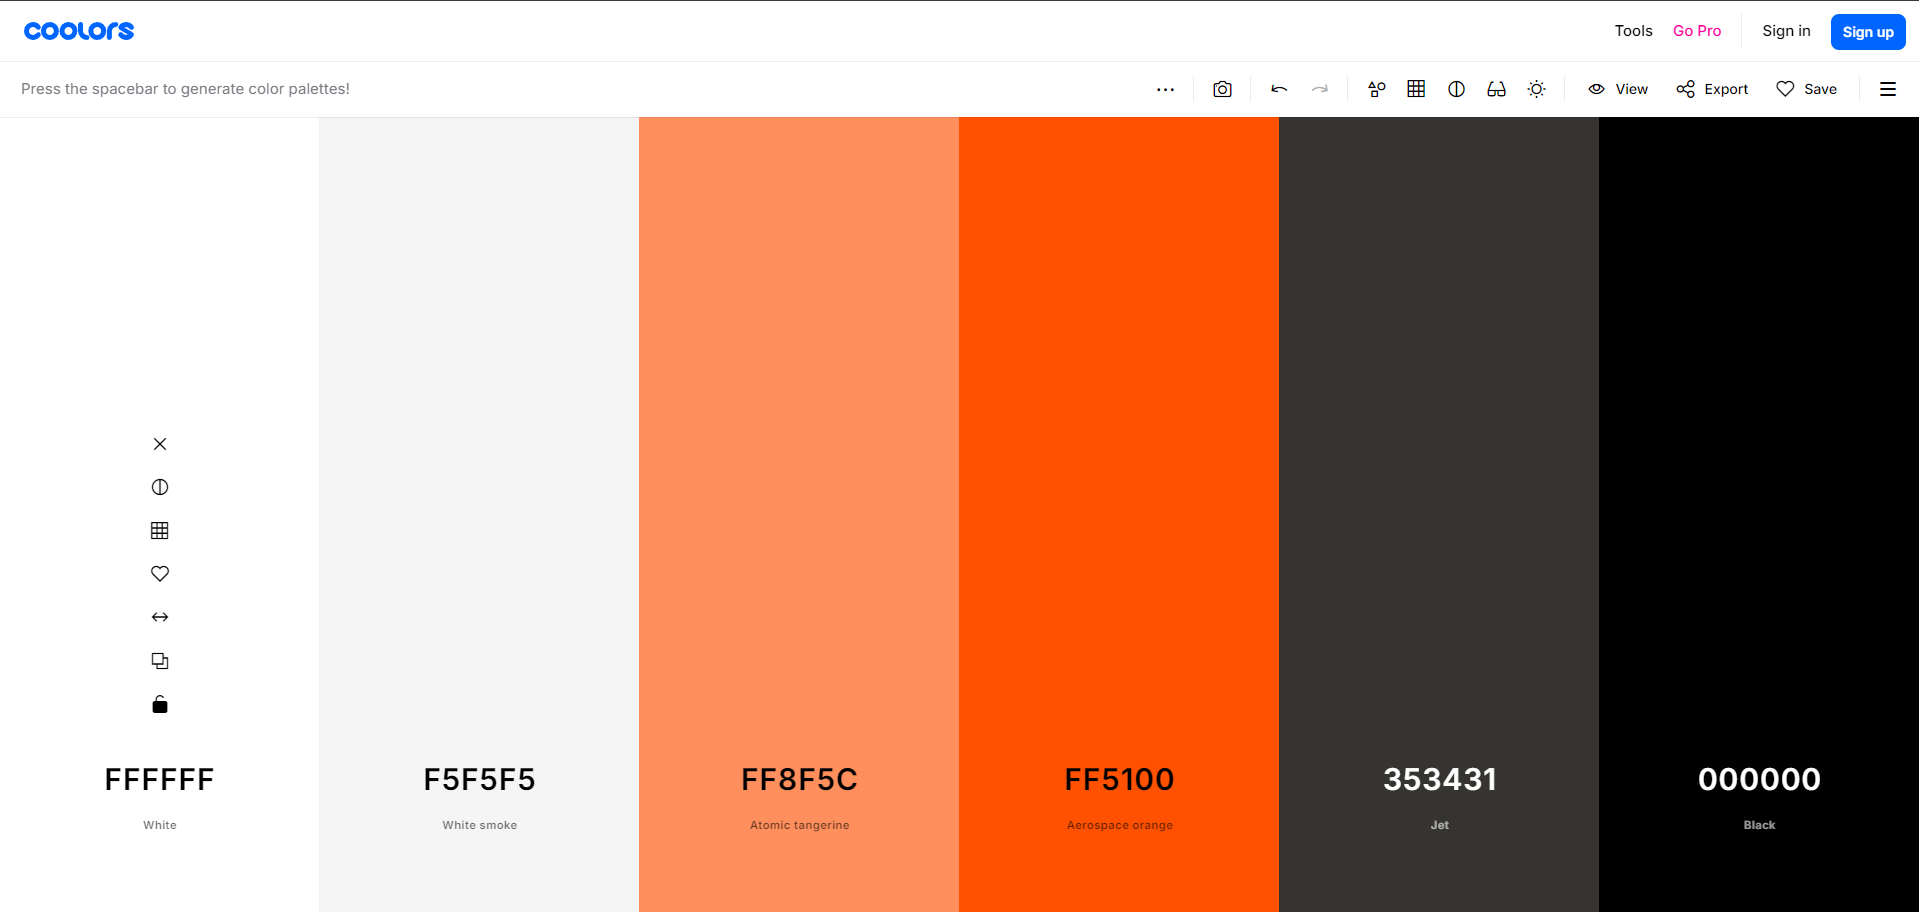 coolors
Tools Go Pro Sign in Sign up
Press the spacebar to generate color palettes!
View Export Save
FFFFFF F5F5F5 FF8F5C FF5100 353431 000000
White White smoke Atomic tangerine Aerospace orange Jet Black